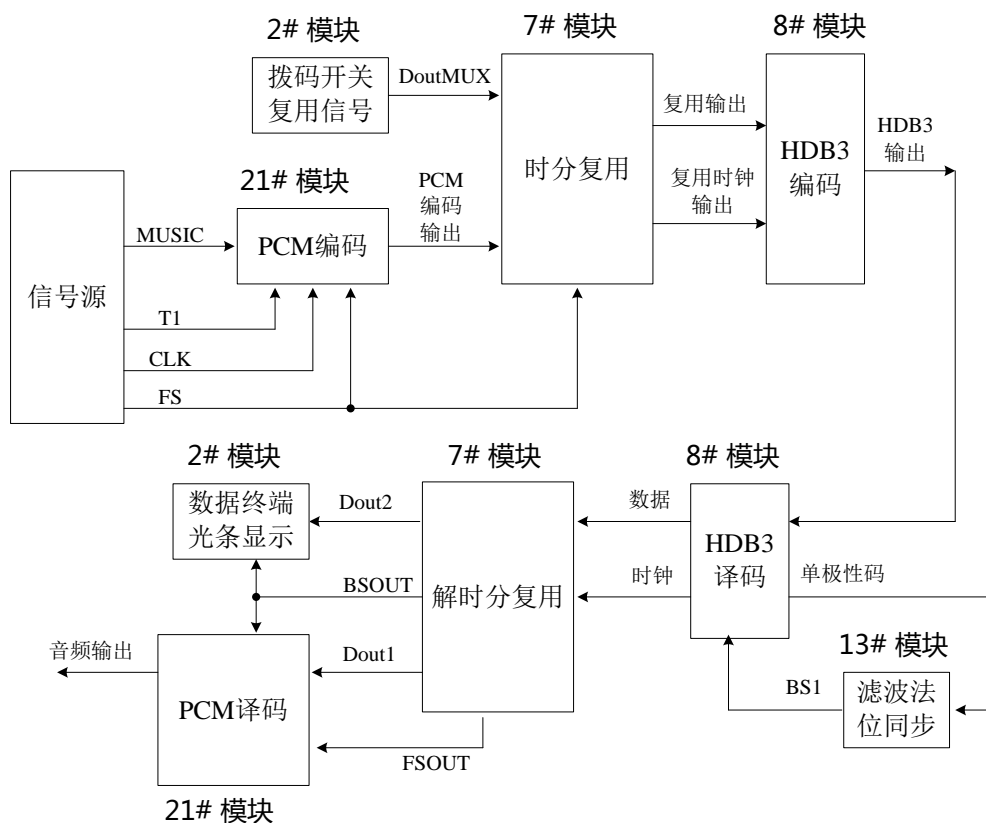 2# 模块
7# 模块
8# 模块
拨码开关
复用信号
DoutMUX
时分复用
复用输出
复用时钟
输出
HDB3
编码
HDB3
输出
21# 模块
PCM
编码
输出
信号源
MUSIC
PCM编码
T1
CLK
FS
2# 模块
7# 模块
8# 模块
数据终端
光条显示
Dout2
解时分复用
数据
时钟
HDB3
译码
单极性码
BSOUT
音频输出
PCM译码
Dout1
FSOUT
13# 模块
BS1
滤波法
位同步
21# 模块